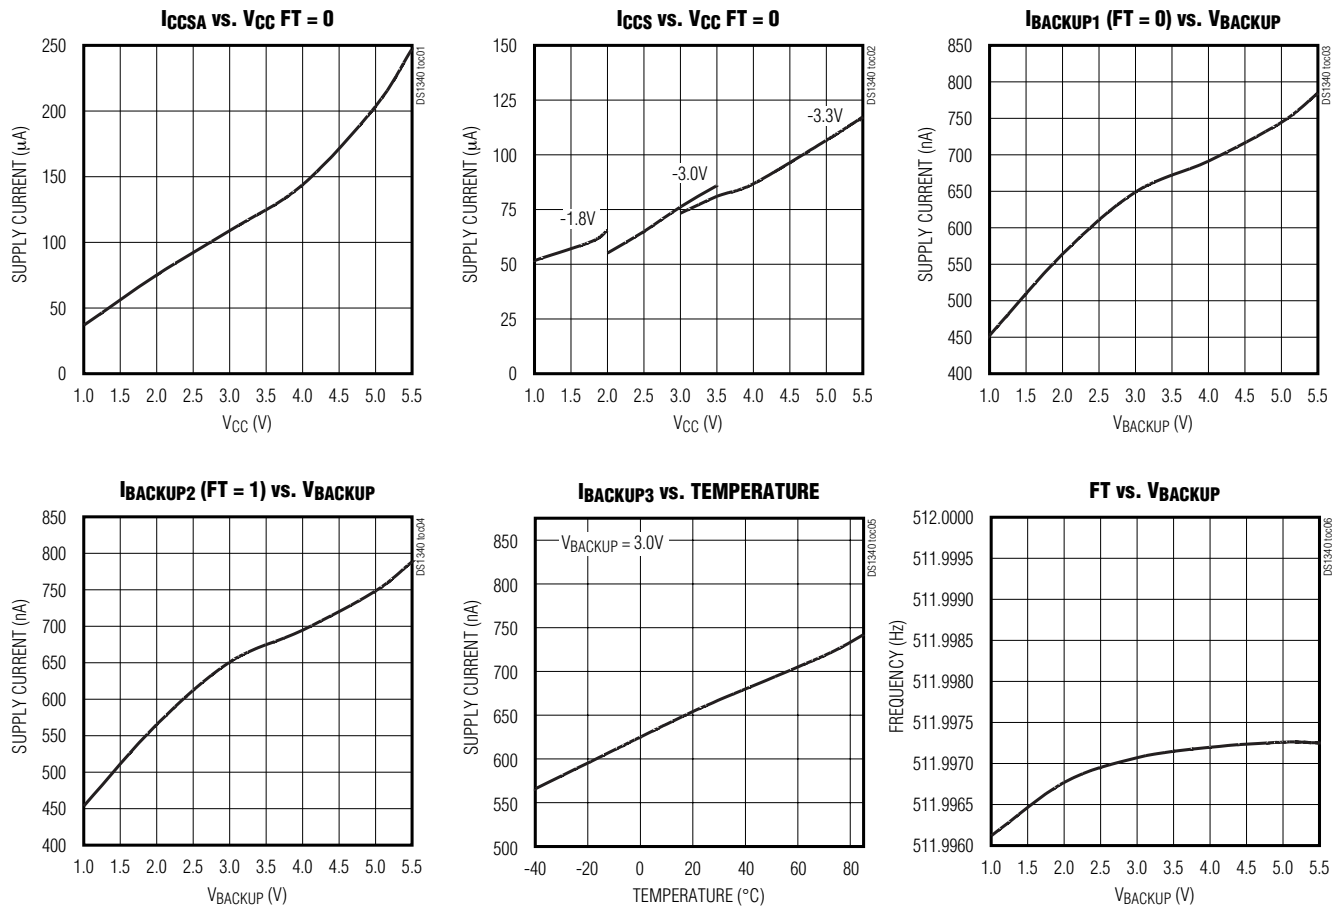 ICCSA vs. VCC FT = 0
250
200
150
100
50
0
SUPPLY CURRENT (µA)
1.0 1.5 2.0 2.5 3.0 3.5 4.0 4.5 5.0 5.5
VCC (V)
DS1340 toc01
ICCS vs. VCC FT = 0
150
125
100
75
50
25
0
SUPPLY CURRENT (µA)
-1.8V
-3.0V
-3.3V
1.0 1.5 2.0 2.5 3.0 3.5 4.0 4.5 5.0 5.5
VCC (V)
DS1340 toc02
IBACKUP1 (FT = 0) vs. VBACKUP
850
800
750
700
650
600
550
500
450
400
SUPPLY CURRENT (nA)
1.0 1.5 2.0 2.5 3.0 3.5 4.0 4.5 5.0 5.5
VBACKUP (V)
DS1340 toc03
IBACKUP2 (FT = 1) vs. VBACKUP
850
800
750
700
650
600
550
500
450
400
SUPPLY CURRENT (nA)
1.0 1.5 2.0 2.5 3.0 3.5 4.0 4.5 5.0 5.5
VBACKUP (V)
DS1340 toc04
IBACKUP3 vs. TEMPERATURE
850
800
750
700
650
600
550
500
SUPPLY CURRENT (nA)
VBACKUP = 3.0V
-40 -20 0 20 40 60 80
TEMPERATURE (°C)
DS1340 toc05
FT vs. VBACKUP
512.0000
511.9995
511.9990
511.9985
511.9980
511.9975
511.9970
511.9965
511.9960
FREQUENCY (Hz)
1.0 1.5 2.0 2.5 3.0 3.5 4.0 4.5 5.0 5.5
VBACKUP (V)
DS1340 toc06